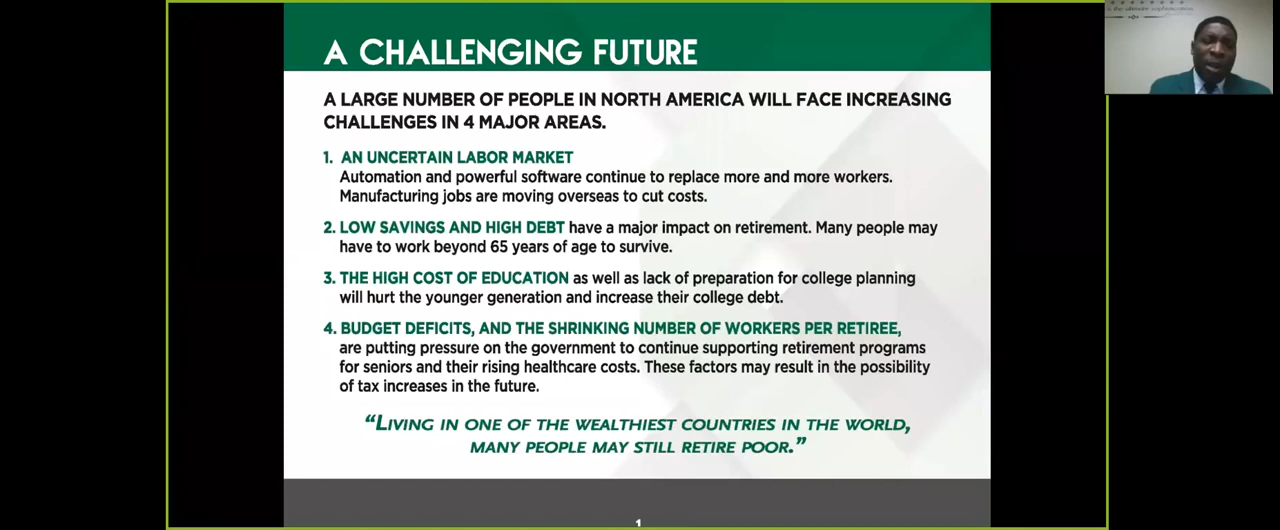 A CHALLENGING FUTURE
A LARGE NUMBER OF PEOPLE IN NORTH AMERICA WILL FACE INCREASING
CHALLENGES IN 4 MAJOR AREAS.
1. AN UNCERTAIN LABOR MARKET
Automation and powerful software continue to replace more and more workers.
Manufacturing jobs are moving overseas to cut costs.
2. LOW SAVINGS AND HIGH DEBT have a major impact on retirement. Many people may
have to work beyond 65 years of age to survive.
3. THE HIGH COST OF EDUCATION as well as lack of preparation for college planning
will hurt the younger generation and increase their college debt.
4. BUDGET DEFICITS, AND THE SHRINKING NUMBER OF WORKERS PER RETIREE,
are putting pressure on the government to continue supporting retirement programs
for seniors and their rising healthcare costs. These factors may result in the possibility
of tax increases in the future.
“LIVING IN ONE OF THE WEALTHIEST COUNTRIES IN THE WORLD,
MANY PEOPLE MAY STILL RETIRE POOR.”
1